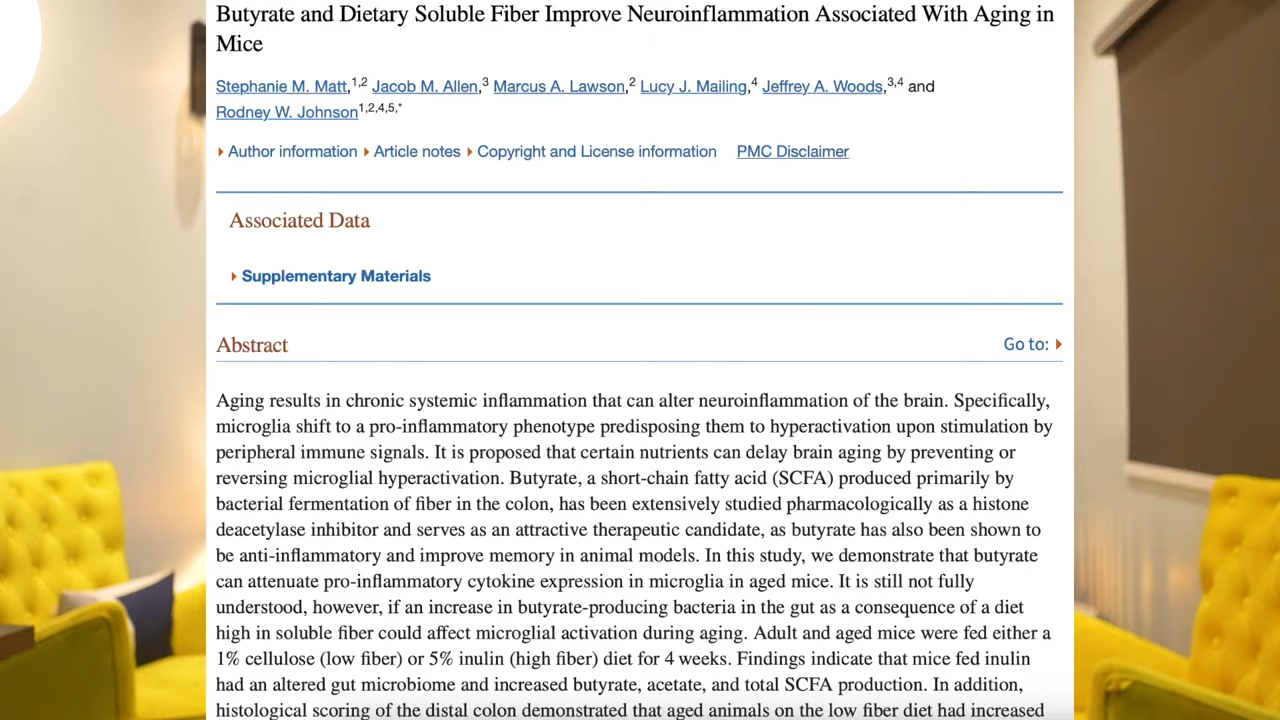 Butyrate and Dietary Soluble Fiber Improve Neuroinflammation Associated With Aging in
Mice
Stephanie M. Matt,1,2 Jacob M. Allen,3 Marcus A. Lawson,2 Lucy J. Mailing,4 Jeffrey A. Woods,3,4 and
Rodney W. Johnson1,2,4,5,*
Author information Article notes Copyright and License information PMC Disclaimer
Associated Data
Supplementary Materials
Abstract Go to:
Aging results in chronic systemic inflammation that can alter neuroinflammation of the brain. Specifically,
microglia shift to a pro-inflammatory phenotype predisposing them to hyperactivation upon stimulation by
peripheral immune signals. It is proposed that certain nutrients can delay brain aging by preventing or
reversing microglial hyperactivation. Butyrate, a short-chain fatty acid (SCFA) produced primarily by
bacterial fermentation of fiber in the colon, has been extensively studied pharmacologically as a histone
deacetylase inhibitor and serves as an attractive therapeutic candidate, as butyrate has also been shown to
be anti-inflammatory and improve memory in animal models. In this study, we demonstrate that butyrate
can attenuate pro-inflammatory cytokine expression in microglia in aged mice. It is still not fully
understood, however, if an increase in butyrate-producing bacteria in the gut as a consequence of a diet
high in soluble fiber could affect microglial activation during aging. Adult and aged mice were fed either a
1% cellulose (low fiber) or 5% inulin (high fiber) diet for 4 weeks. Findings indicate that mice fed inulin
had an altered gut microbiome and increased butyrate, acetate, and total SCFA production. In addition,
histological scoring of the distal colon demonstrated that aged animals on the low fiber diet had increased